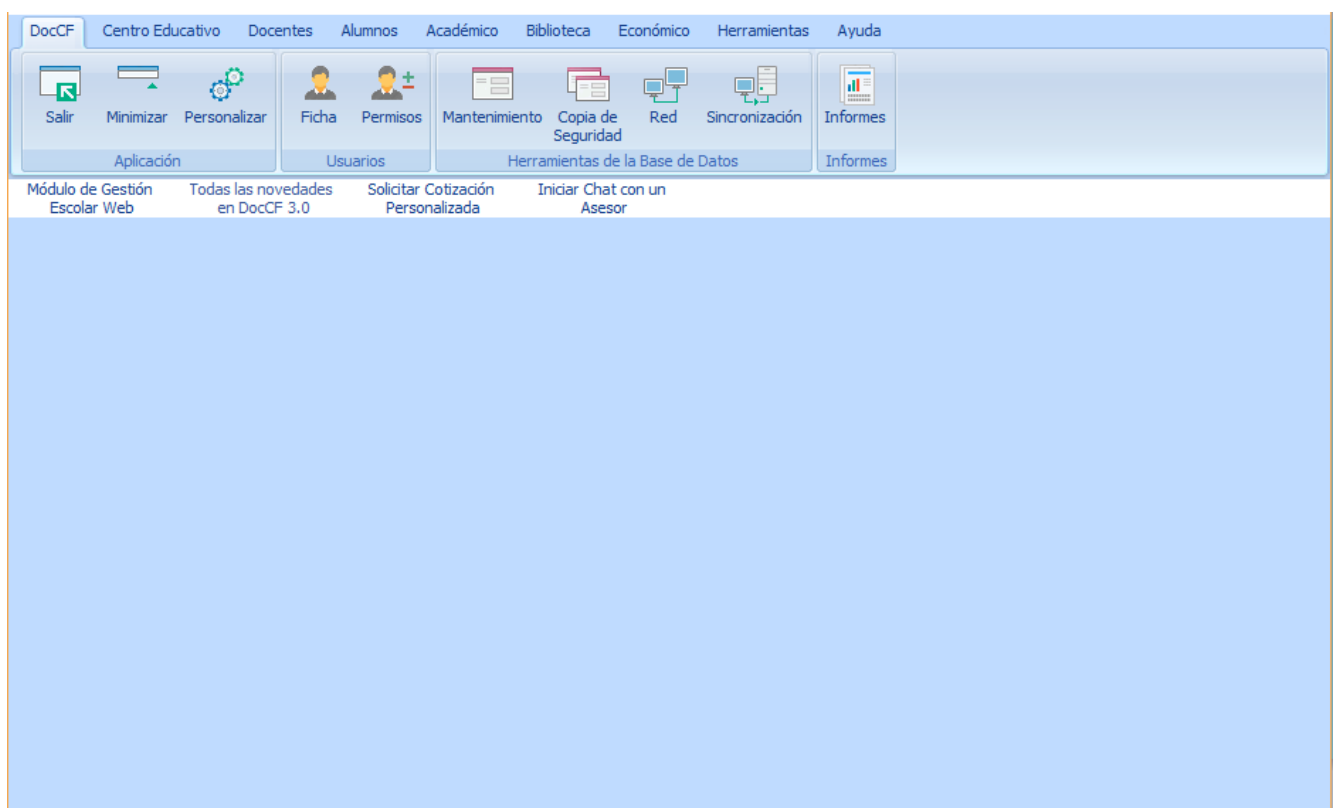 DocCF Centro Educativo Docentes Alumnos Académico Biblioteca Económico Herramientas Ayuda
Salir Minimizar Personalizar Ficha Permisos Mantenimiento Copia de Red Sincronización Informes
Seguridad
Aplicación Usuarios Herramientas de la Base de Datos Informes
Módulo de Gestión Todas las novedades Solicitar Cotización Iniciar Chat con un
Escolar Web en DocCF 3.0 Personalizada Asesor